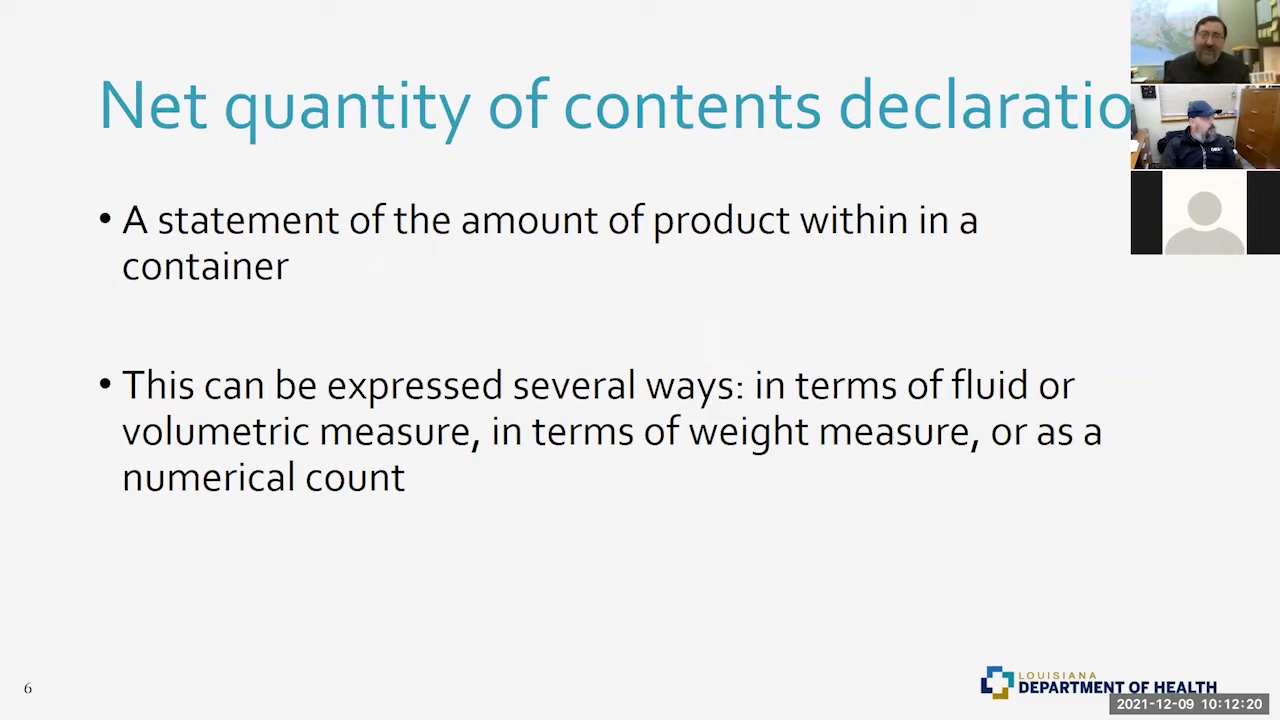 Net quantity of contents declaratio
• A statement of the amount of product within in a
container
• This can be expressed several ways: in terms of fluid or
volumetric measure, in terms of weight measure, or as a
numerical count
6
LOUISIANA
DEPARTMENT OF HEALTH
2021-12-09 10:12:20